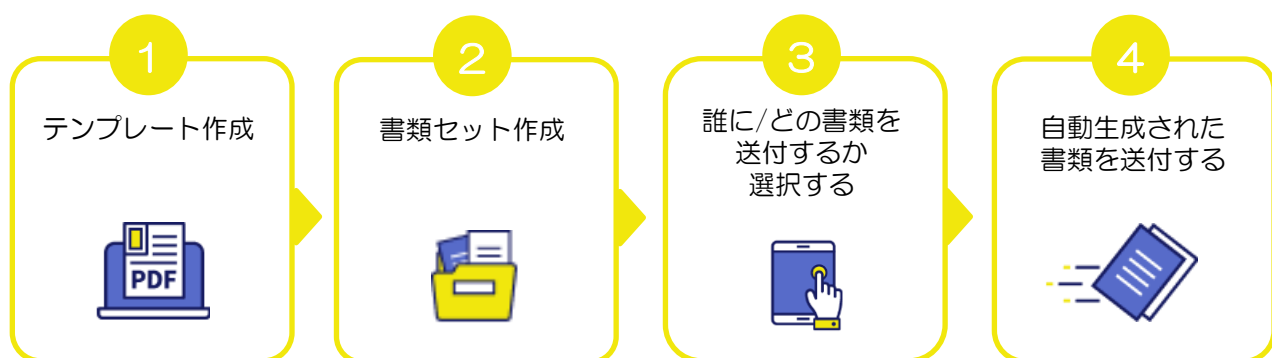 1
テンプレート作成
PDF
2
書類セット作成
3
誰に/どの書類を
送付するか
選択する
4
自動生成された
書類を送付する